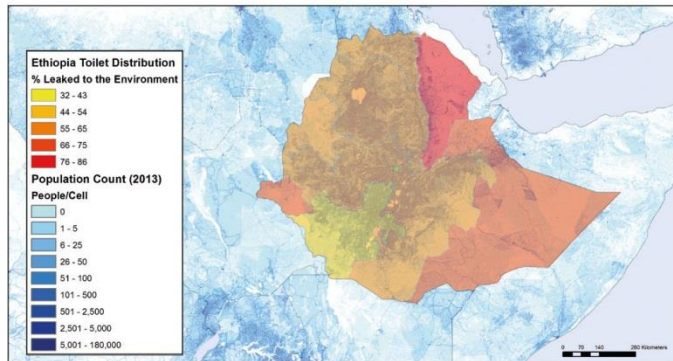 Ethiopia Toilet Distribution
% Leaked to the Environment
32 - 43
44 - 54
55 - 65
66 - 75
76 - 86
Population Count (2013)
People/Cell
0
1 - 5
6 - 25
26 - 50
51 - 100
101 - 500
501 - 2,500
2,501 - 5,000
5,001 - 180,000
0 70 140 280 Kilometers